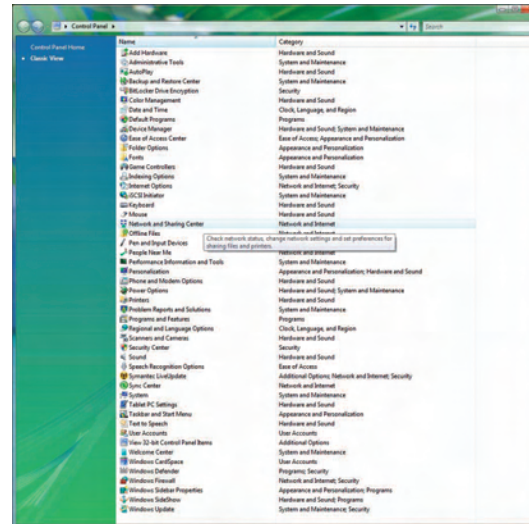 Control Panel
Search
Control Panel Home
Classic View
Name Category
Add Hardware Hardware and Sound
Administrative Tools System and Maintenance
AutoPlay Hardware and Sound
Backup and Restore Center System and Maintenance
BitLocker Drive Encryption Security
Color Management Hardware and Sound
Date and Time Clock, Language, and Region
Default Programs Programs
Device Manager Hardware and Sound; System and Maintenance
Ease of Access Center Ease of Access; Appearance and Personalization
Folder Options Appearance and Personalization
Fonts Appearance and Personalization
Game Controllers Hardware and Sound
Indexing Options System and Maintenance
Internet Options Network and Internet; Security
iSCSI Initiator System and Maintenance
Keyboard Hardware and Sound
Mouse Hardware and Sound
Network and Sharing Center Network and Internet
Offline Files Network and Internet
Check network status, change network settings and set preferences for
sharing files and printers.
Pen and Input Devices
People Near Me Network and Internet
Performance Information and Tools System and Maintenance
Personalization Appearance and Personalization; Hardware and Sound
Phone and Modem Options Hardware and Sound
Power Options Hardware and Sound; System and Maintenance
Printers Hardware and Sound
Problem Reports and Solutions System and Maintenance
Programs and Features Programs
Regional and Language Options Clock, Language, and Region
Scanners and Cameras Hardware and Sound
Security Center Security
Sound Hardware and Sound
Speech Recognition Options Ease of Access
Symantec LiveUpdate Additional Options; Network and Internet; Security
Sync Center Network and Internet
System System and Maintenance
Tablet PC Settings Hardware and Sound
Taskbar and Start Menu Appearance and Personalization
Text to Speech Hardware and Sound
User Accounts User Accounts
View 32-bit Control Panel Items Additional Options
Welcome Center System and Maintenance
Windows CardSpace User Accounts
Windows Defender Programs; Security
Windows Firewall Network and Internet; Security
Windows Sidebar Properties Appearance and Personalization; Programs
Windows SideShow Hardware and Sound; Programs
Windows Update System and Maintenance; Security